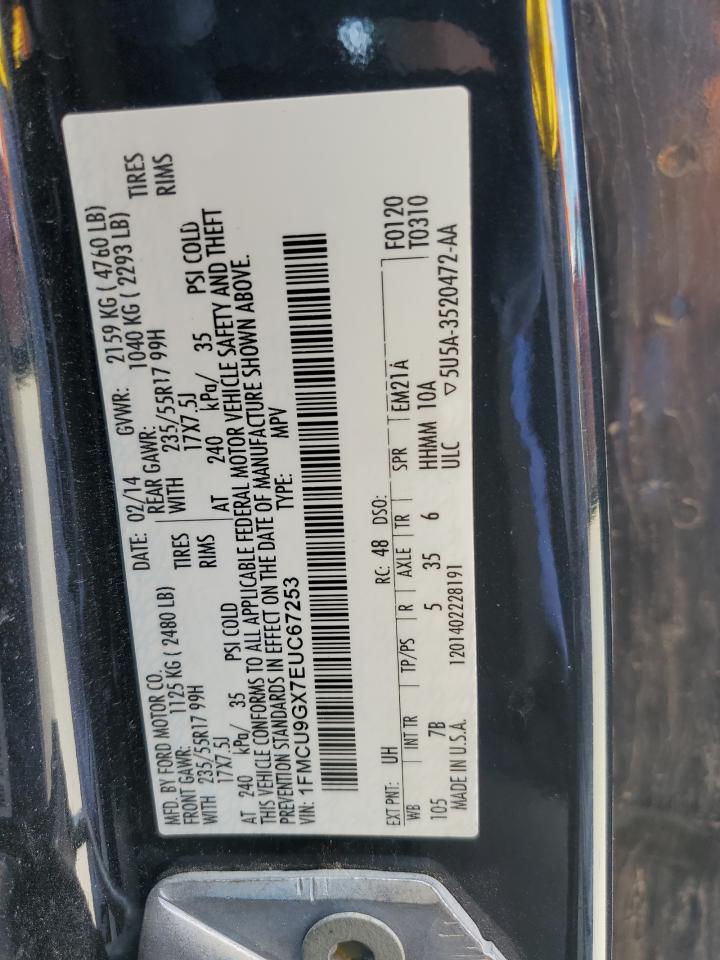 MFD. BY FORD MOTOR CO. DATE: 02/14 GVWR: 2159 KG ( 4760 LB)
FRONT GAWR: 1125 KG ( 2480 LB) REAR GAWR: 1040 KG ( 2293 LB)
WITH 235/55R17 99H TIRES WITH 235/55R17 99H TIRES
17X7.5J RIMS 17X7.5J RIMS
AT 240 kPa/ 35 PSI COLD AT 240 kPa/ 35 PSI COLD
THIS VEHICLE CONFORMS TO ALL APPLICABLE FEDERAL MOTOR VEHICLE SAFETY AND THEFT
PREVENTION STANDARDS IN EFFECT ON THE DATE OF MANUFACTURE SHOWN ABOVE.
VIN: 1FMCU9GX7EUC67253 TYPE: MPV
EXT PNT: UH RC: 48 DSO: F0120
WB INT TR TP/PS R AXLE TR SPR EM21A T0310
105 7B 5 35 6 HHMM 10A
MADE IN U.S.A. 1201402228191 ULC ▽5U5A-3520472-AA